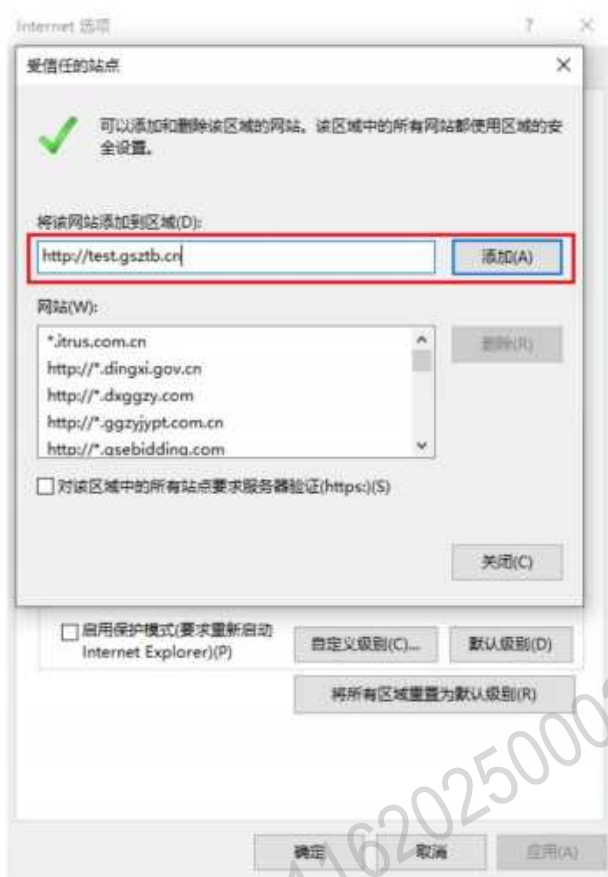 Internet 选项
? ×
受信任的站点
×
可以添加和删除该区域的网站。该区域中的所有网站都使用区域的安
全设置。
将该网站添加到区域(D):
http://test.gsztb.cn
添加(A)
网站(W):
*.itrus.com.cn
http://*.dingxi.gov.cn
http://*.dxggzy.com
http://*.ggzyjypt.com.cn
http://*.gsebidding.com
删除(R)
对该区域中的所有站点要求服务器验证(https:)(S)
关闭(C)
启用保护模式(要求重新启动
Internet Explorer)(P)
自定义级别(C)...
默认级别(D)
将所有区域重置为默认级别(R)
确定
取消
应用(A)